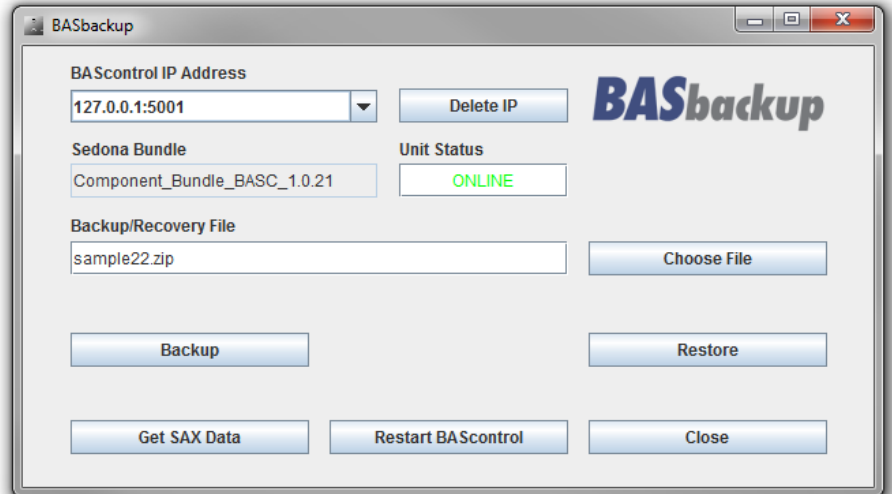 BASbackup
BAScontrol IP Address
127.0.0.1:5001
Delete IP
BASbackup
Sedona Bundle
Unit Status
Component_Bundle_BASC_1.0.21
ONLINE
Backup/Recovery File
sample22.zip
Choose File
Backup
Restore
Get SAX Data
Restart BAScontrol
Close